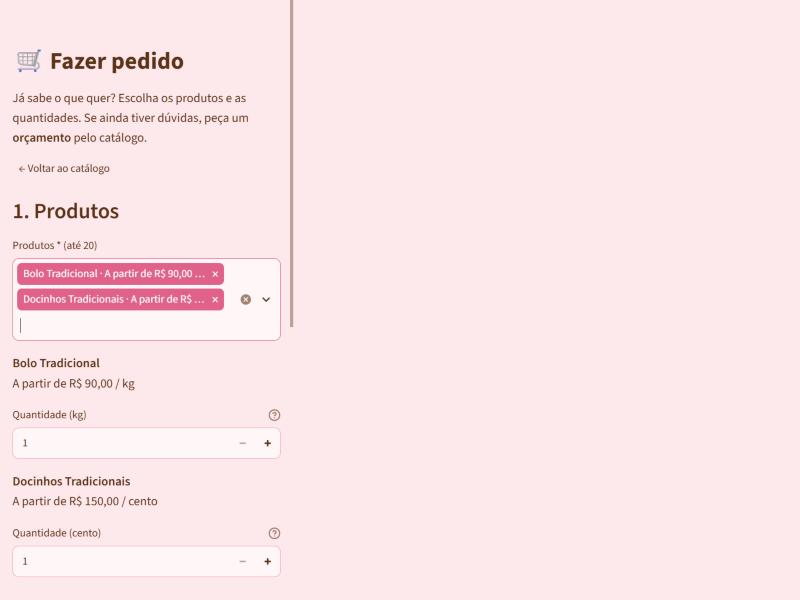 Fazer pedido
Já sabe o que quer? Escolha os produtos e as
quantidades. Se ainda tiver dúvidas, peça um
orçamento pelo catálogo.
← Voltar ao catálogo
1. Produtos
Produtos * (até 20)
Bolo Tradicional · A partir de R$ 90,00 ... ×
Docinhos Tradicionais · A partir de R$ ... ×
Bolo Tradicional
A partir de R$ 90,00 / kg
Quantidade (kg)
1 − +
Docinhos Tradicionais
A partir de R$ 150,00 / cento
Quantidade (cento)
1 − +